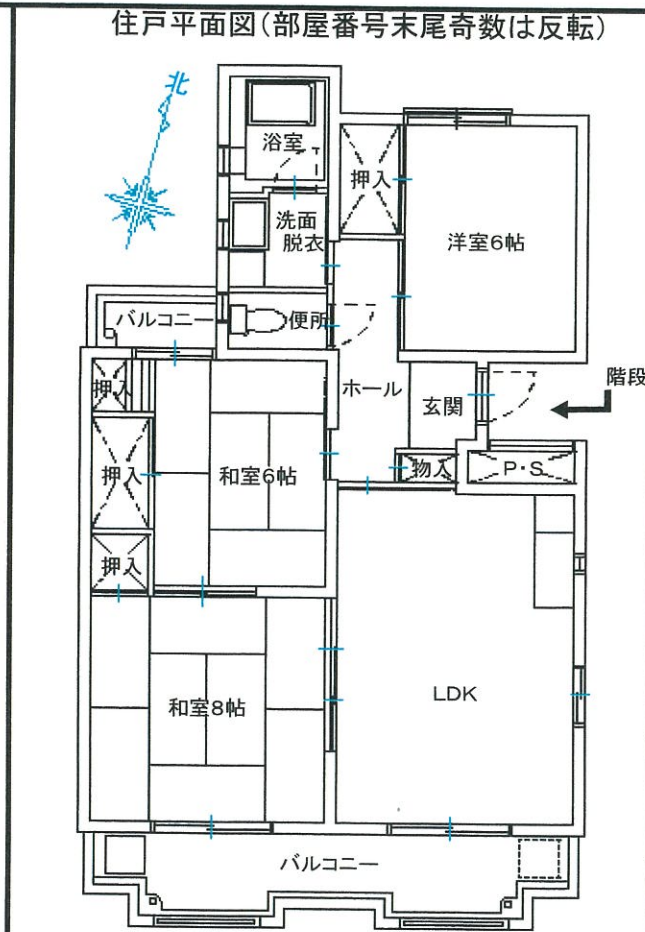 住戸平面図(部屋番号末尾奇数は反転)
北
浴室
押入
洗面
脱衣
洋室6帖
バルコニー
便所
押入
ホール
玄関
階段
押入
和室6帖
物入
P・S
押入
和室8帖
LDK
バルコニー